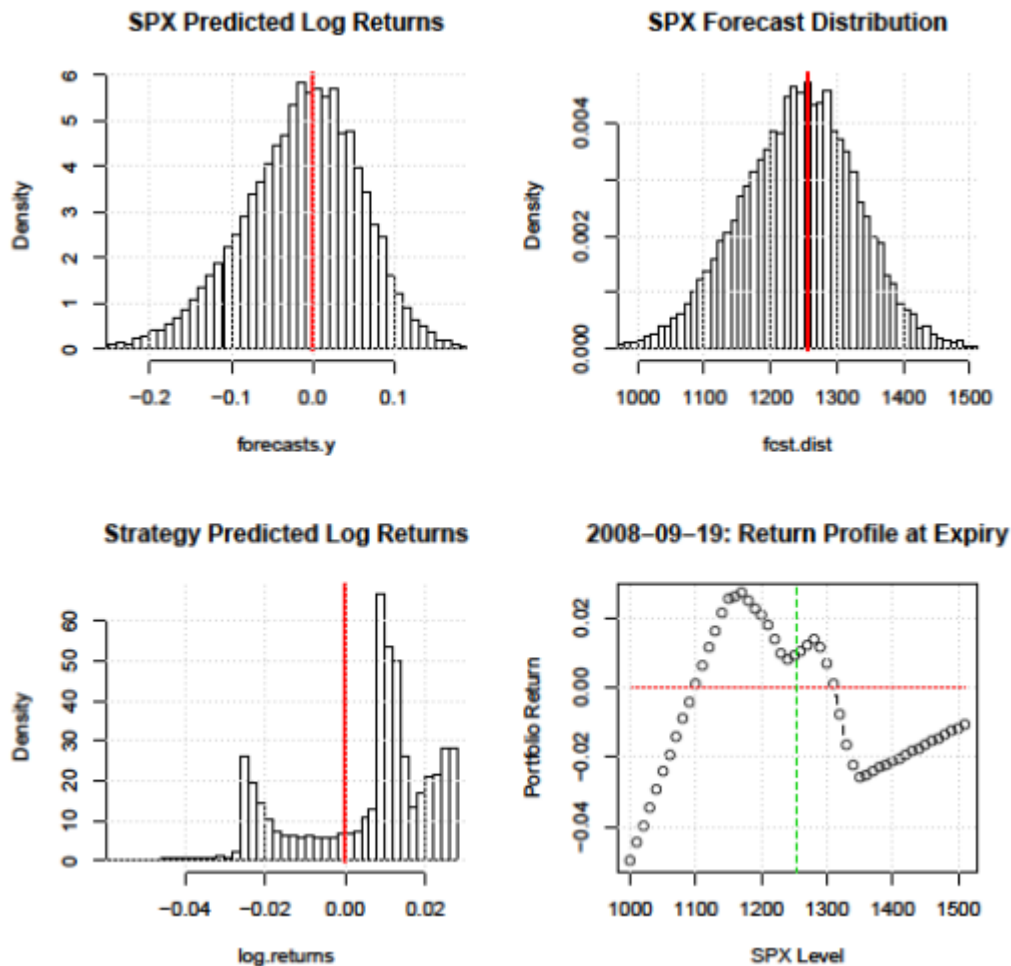 SPX Predicted Log Returns
Density
0 1 2 3 4 5 6
−0.2 −0.1 0.0 0.1
forecasts.y
SPX Forecast Distribution
Density
0.000 0.002 0.004
1000 1100 1200 1300 1400 1500
fcst.dist
Strategy Predicted Log Returns
Density
0 10 20 30 40 50 60
−0.04 −0.02 0.00 0.02
log.returns
2008−09−19: Return Profile at Expiry
Portfolio Return
−0.04 −0.02 0.00 0.02
1000 1100 1200 1300 1400 1500
SPX Level